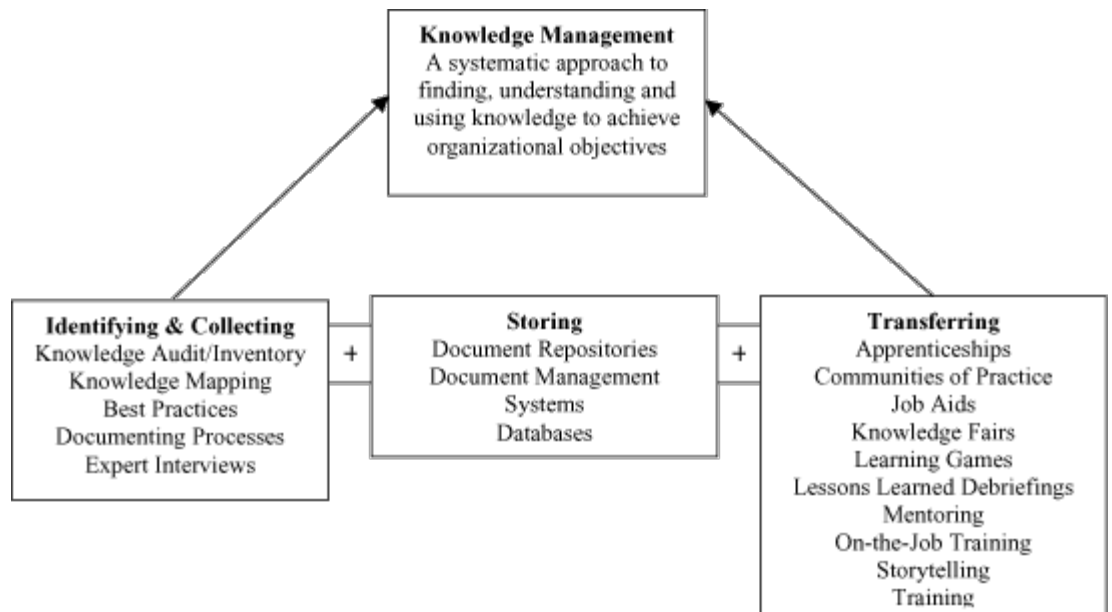 Knowledge Management
A systematic approach to
finding, understanding and
using knowledge to achieve
organizational objectives
Identifying & Collecting
Knowledge Audit/Inventory
Knowledge Mapping
Best Practices
Documenting Processes
Expert Interviews
+
Storing
Document Repositories
Document Management
Systems
Databases
+
Transferring
Apprenticeships
Communities of Practice
Job Aids
Knowledge Fairs
Learning Games
Lessons Learned Debriefings
Mentoring
On-the-Job Training
Storytelling
Training